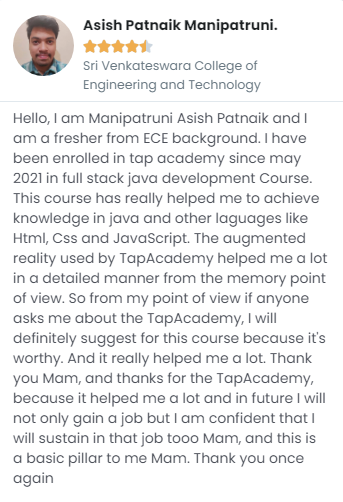 Asish Patnaik Manipatruni.
Sri Venkateswara College of
Engineering and Technology
Hello, I am Manipatruni Asish Patnaik and I
am a fresher from ECE background. I have
been enrolled in tap academy since may
2021 in full stack java development Course.
This course has really helped me to achieve
knowledge in java and other laguages like
Html, Css and JavaScript. The augmented
reality used by TapAcademy helped me a lot
in a detailed manner from the memory point
of view. So from my point of view if anyone
asks me about the TapAcademy, I will
definitely suggest for this course because it's
worthy. And it really helped me a lot. Thank
you Mam, and thanks for the TapAcademy,
because it helped me a lot and in future I will
not only gain a job but I am confident that I
will sustain in that job tooo Mam, and this is
a basic pillar to me Mam. Thank you once
again